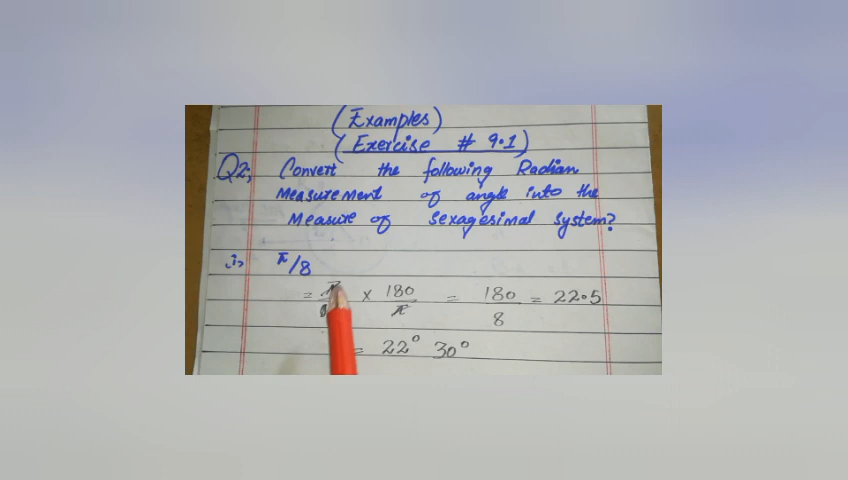 (Examples)
(Exercise # 9.1)
Q2; Convert the following Radian
Measurement of angle into the
Measure of Sexagesimal System?
i> π/8
= π/8 x 180/π = 180/8 = 22.5
= 22° 30°